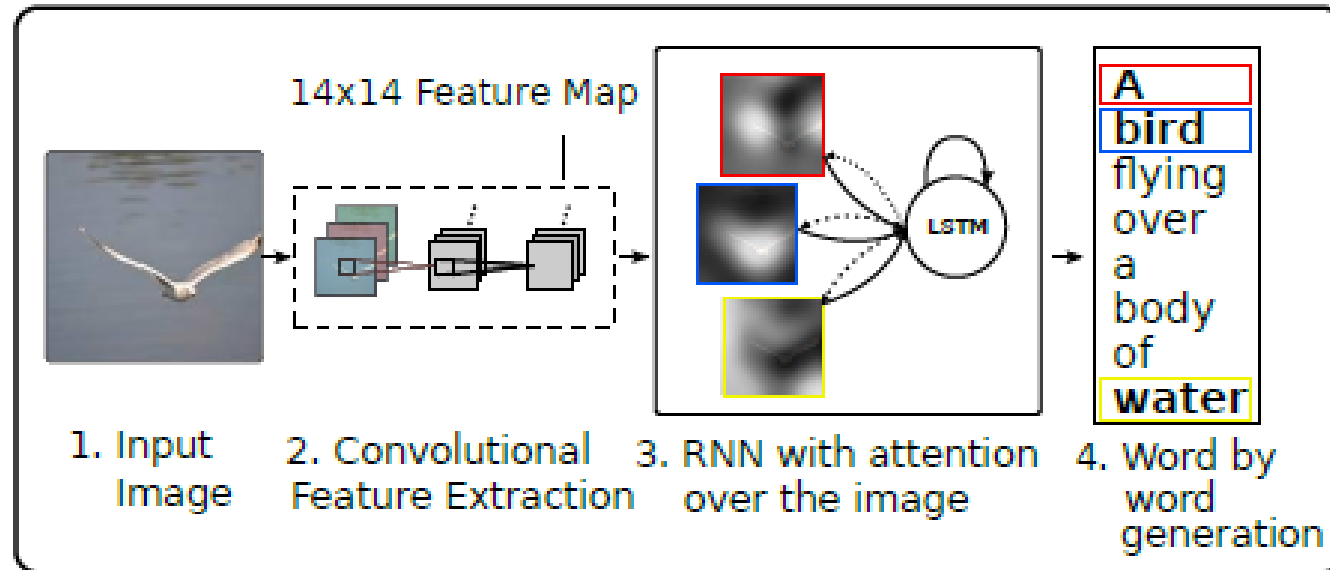 14x14 Feature Map
LSTM
A
bird
flying
over
a
body
of
water
1. Input
Image
2. Convolutional
Feature Extraction
3. RNN with attention
over the image
4. Word by
word
generation